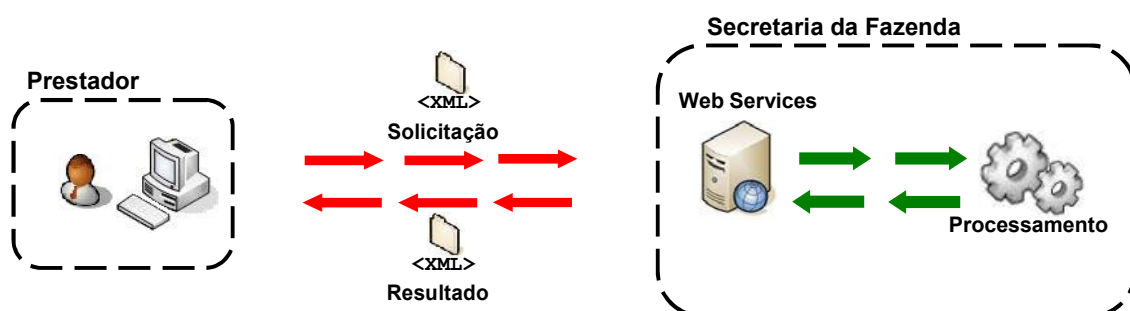 Secretaria da Fazenda
Prestador
<XML>
Solicitação
Web Services
Processamento
<XML>
Resultado